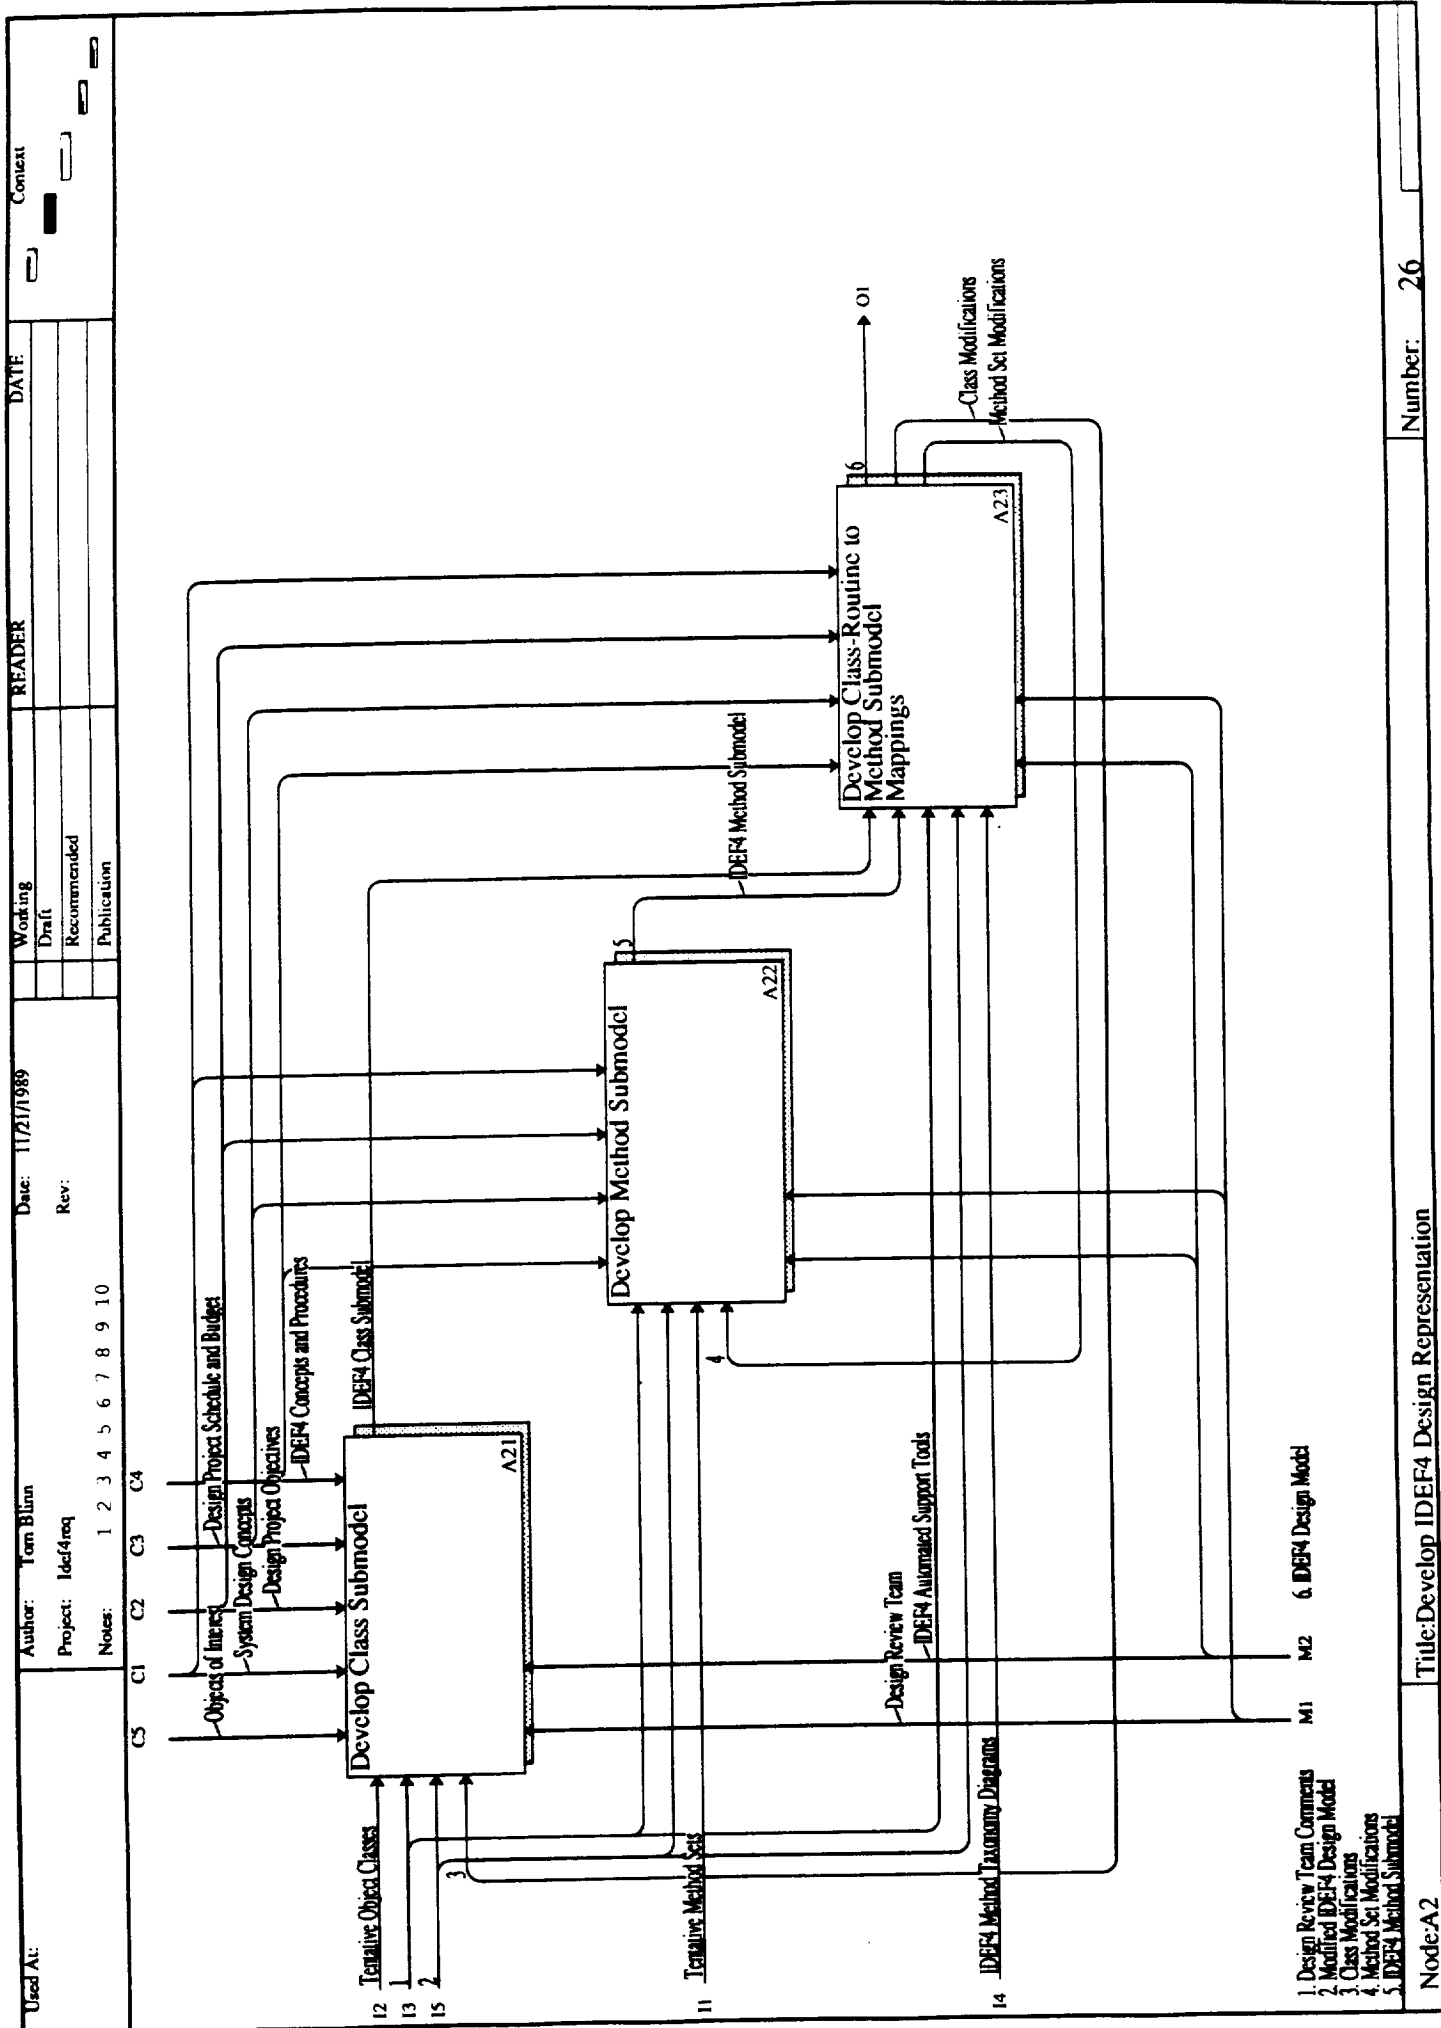 Used At:
Author: Tom Blinn
Date: 11/21/1989
Working
READER
DATE
Context
Draft
Project: Idef4req
Rev:
Recommended
Notes: 1 2 3 4 5 6 7 8 9 10
Publication
C5 C1 C2 C3 C4
Objects of Interest
Design Project Schedule and Budget
System Design Concepts
Design Project Objectives
IDEF4 Concepts and Procedures
IDEF4 Class Submodel
I2 Tentative Object Classes
I3 1
I5 2
3
Develop Class Submodel
A21
I1 Tentative Method Sets
4
Develop Method Submodel
A22
5
IDEF4 Method Submodel
Develop Class-Routine to
Method Submodel
Mappings
A23
6
O1
Class Modifications
Method Set Modifications
Design Review Team
IDEF4 Automated Support Tools
I4 IDEF4 Method Taxonomy Diagrams
M1 M2
1. Design Review Team Comments
2. Modified IDEF4 Design Model
3. Class Modifications
4. Method Set Modifications
5. IDEF4 Method Submodel
6. IDEF4 Design Model
Node:A2
Title:Develop IDEF4 Design Representation
Number: 26